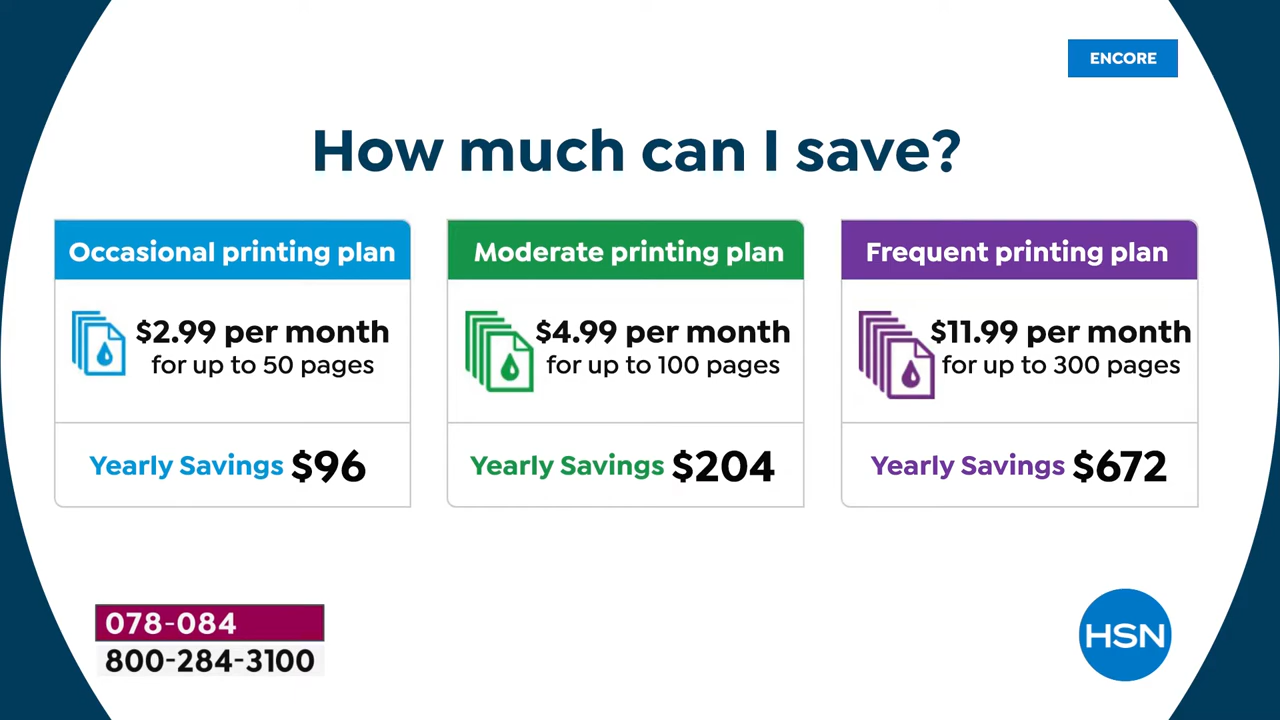 ENCORE
How much can I save?
Occasional printing plan
$2.99 per month
for up to 50 pages
Yearly Savings $96
Moderate printing plan
$4.99 per month
for up to 100 pages
Yearly Savings $204
Frequent printing plan
$11.99 per month
for up to 300 pages
Yearly Savings $672
078-084
800-284-3100
HSN